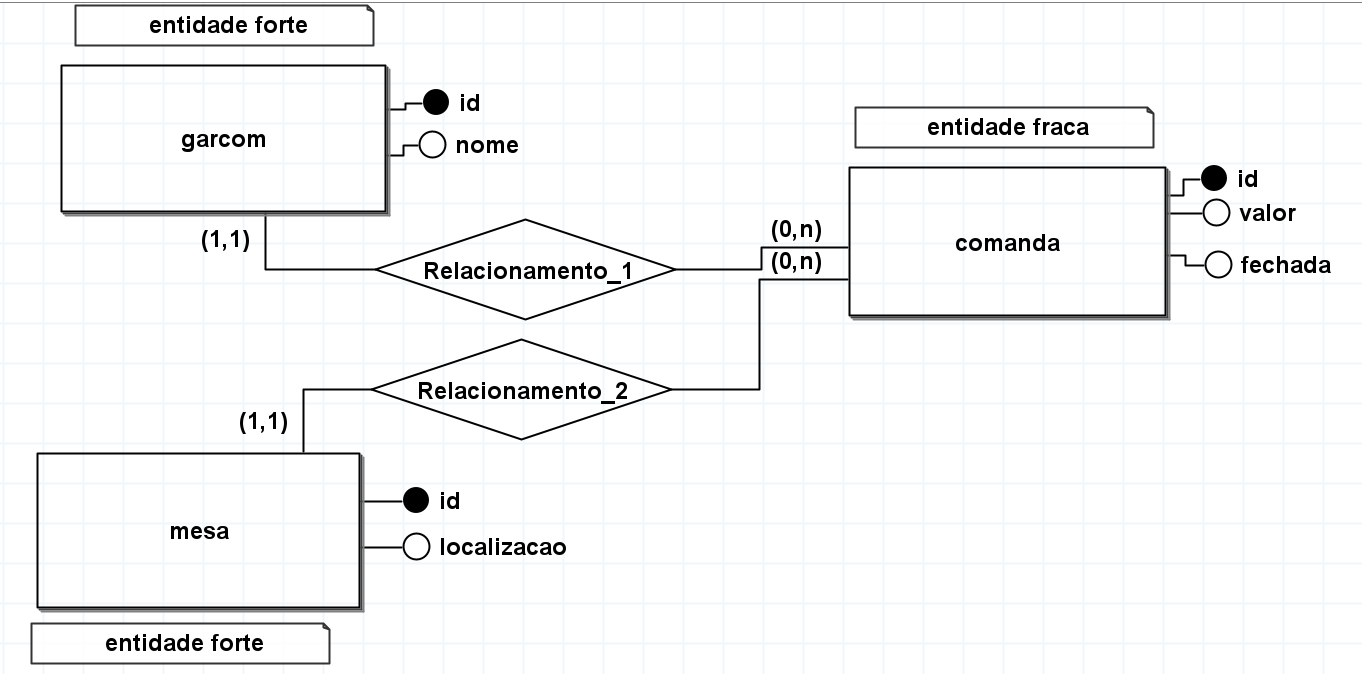 entidade forte
garcom
id
nome
(1,1)
Relacionamento_1
(0,n)
(0,n)
entidade fraca
comanda
id
valor
fechada
Relacionamento_2
(1,1)
mesa
id
localizacao
entidade forte